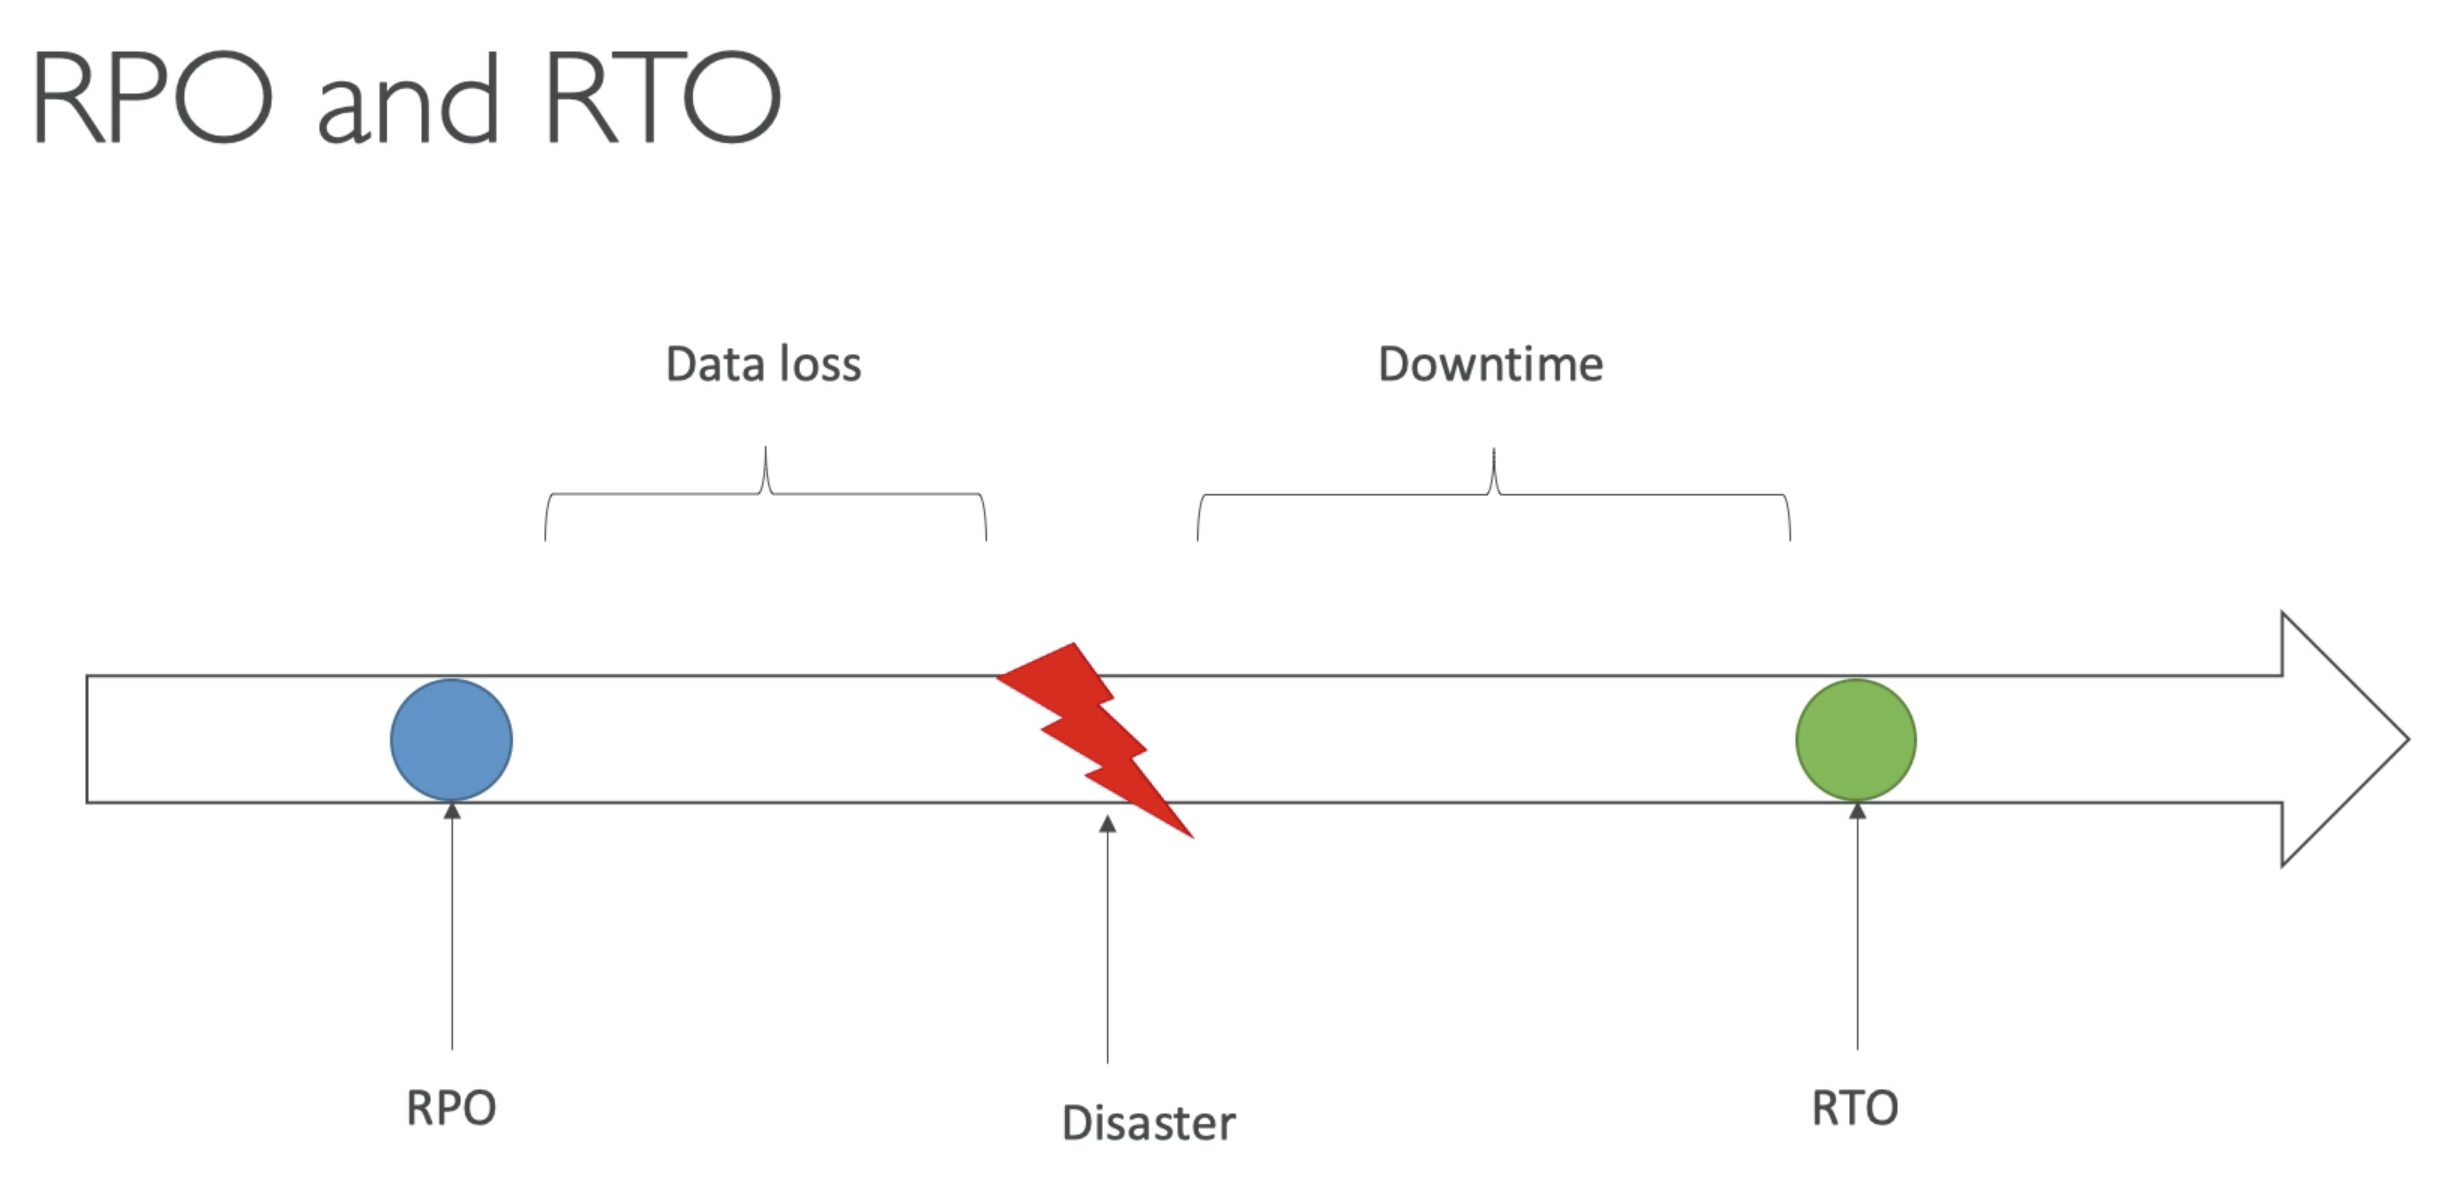 RPO and RTO
Data loss
Downtime
RPO
Disaster
RTO